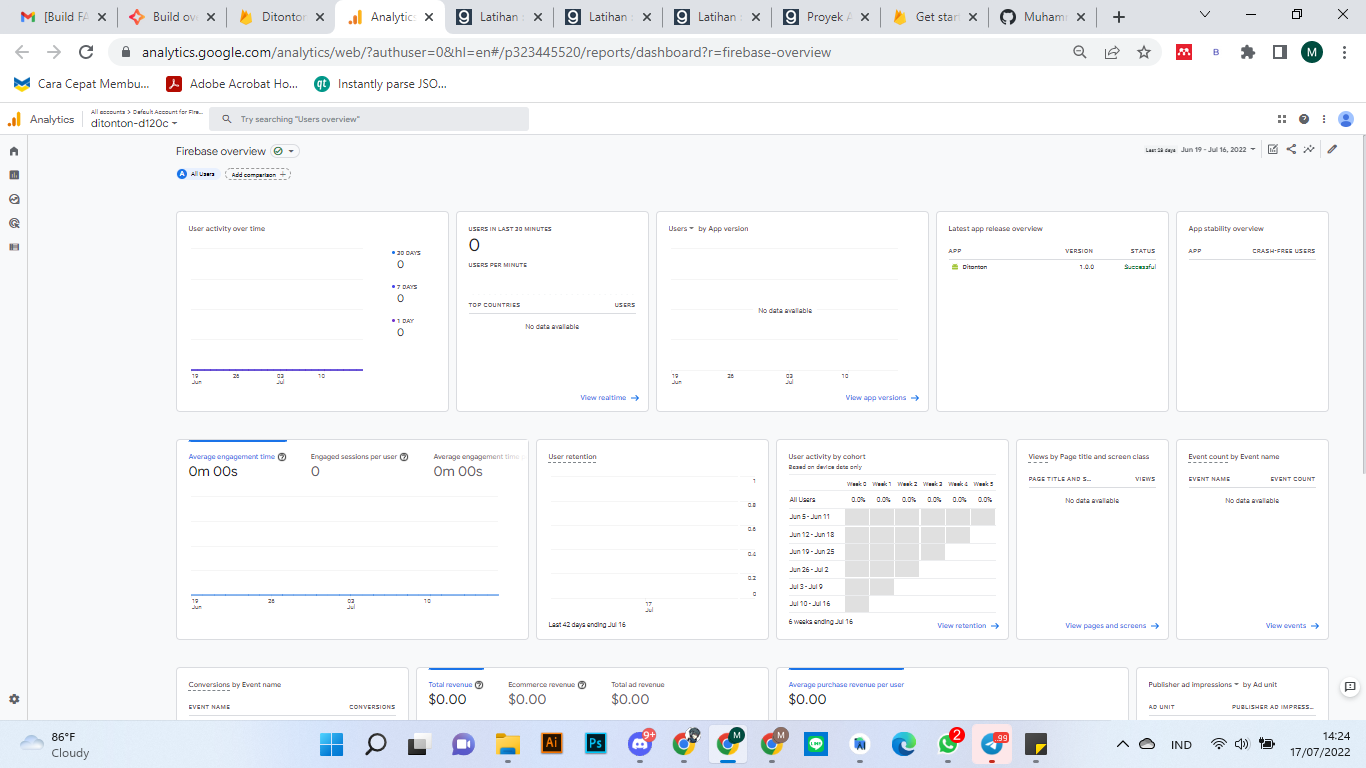 [Build FA
Build ov
Ditonton
Analytics
Latihan
Latihan
Latihan
Proyek A
Get star
Muham
analytics.google.com/analytics/web/?authuser=0&hl=en#/p323445520/reports/dashboard?r=firebase-overview
B
M
Cara Cepat Membu...
Adobe Acrobat Ho...
qt
Instantly parse JSO...
Analytics
All accounts > Default Account for Fire...
ditonton-d120c
Try searching "Users overview"
Firebase overview
Last 28 days
Jun 19 - Jul 16, 2022
A
All Users
Add comparison
User activity over time
30 DAYS
0
7 DAYS
0
1 DAY
0
19 Jun
26
03 Jul
10
USERS IN LAST 30 MINUTES
0
USERS PER MINUTE
TOP COUNTRIES
USERS
No data available
View realtime
Users by App version
No data available
19 Jun
26
03 Jul
10
View app versions
Latest app release overview
APP
VERSION
STATUS
Ditonton
1.0.0
Successful
App stability overview
APP
CRASH-FREE USERS
Average engagement time
0m 00s
Engaged sessions per user
0
Average engagement time
0m 00s
19 Jun
26
03 Jul
10
User retention
1
0.8
0.6
0.4
0.2
0
17 Jul
Last 42 days ending Jul 16
User activity by cohort
Based on device data only
Week 0 Week 1 Week 2 Week 3 Week 4 Week 5
All Users 0.0% 0.0% 0.0% 0.0% 0.0% 0.0%
Jun 5 - Jun 11
Jun 12 - Jun 18
Jun 19 - Jun 25
Jun 26 - Jul 2
Jul 3 - Jul 9
Jul 10 - Jul 16
6 weeks ending Jul 16
View retention
Views by Page title and screen class
PAGE TITLE AND S...
VIEWS
No data available
View pages and screens
Event count by Event name
EVENT NAME
EVENT COUNT
No data available
View events
Conversions by Event name
EVENT NAME
CONVERSIONS
Total revenue
$0.00
Ecommerce revenue
$0.00
Total ad revenue
$0.00
Average purchase revenue per user
$0.00
Publisher ad impressions by Ad unit
AD UNIT
PUBLISHER AD IMPRESS...
86°F
Cloudy
Ai
Ps
9+
M
M
LINE
2
99
IND
14:24
17/07/2022